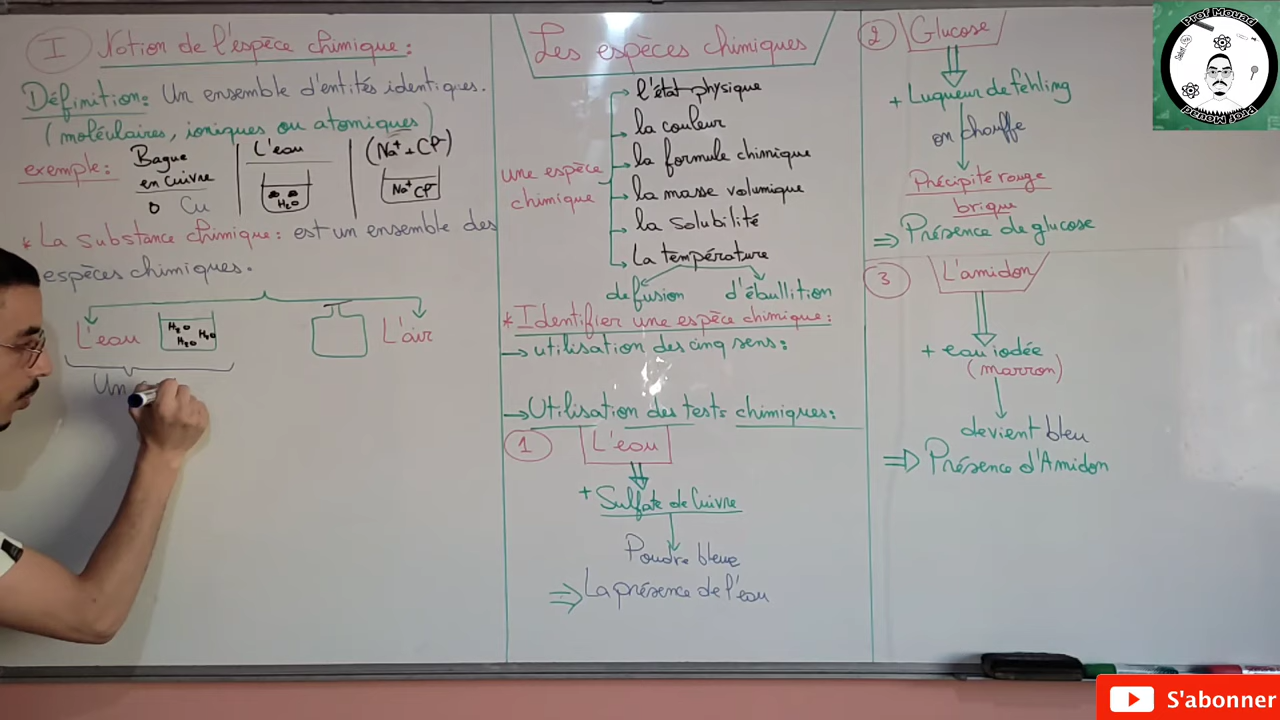 I Notion de l'espèce chimique :
Définition: Un ensemble d'entités identiques.
(moléculaires, ioniques ou atomiques)
exemple: Bague en Cuivre
Cu
L'eau
H₂O
(Na⁺ + Cl⁻)
Na⁺ Cl⁻
* La substance chimique : est un ensemble des
espèces chimiques.
L'eau
H₂O H₂O
H₂O
L'air
Un
Les espèces chimiques
une espèce
chimique
l'état physique
la couleur
la formule chimique
la masse volumique
la solubilité
La température
de fusion d'ébullition
* Identifier une espèce chimique :
→ utilisation des cinq sens :
→ Utilisation des tests chimiques :
1 L'eau
+ Sulfate de Cuivre
Poudre bleue
⇒ La présence de l'eau
2 Glucose
+ Luqueur de fehling
on chauffe
Précipité rouge
brique
⇒ Présence de glucose
3 L'amidon
+ eau iodée
(marron)
devient bleu
⇒ Présence d'Amidon
Prof Mouad
Prof Mouad
S'abonner